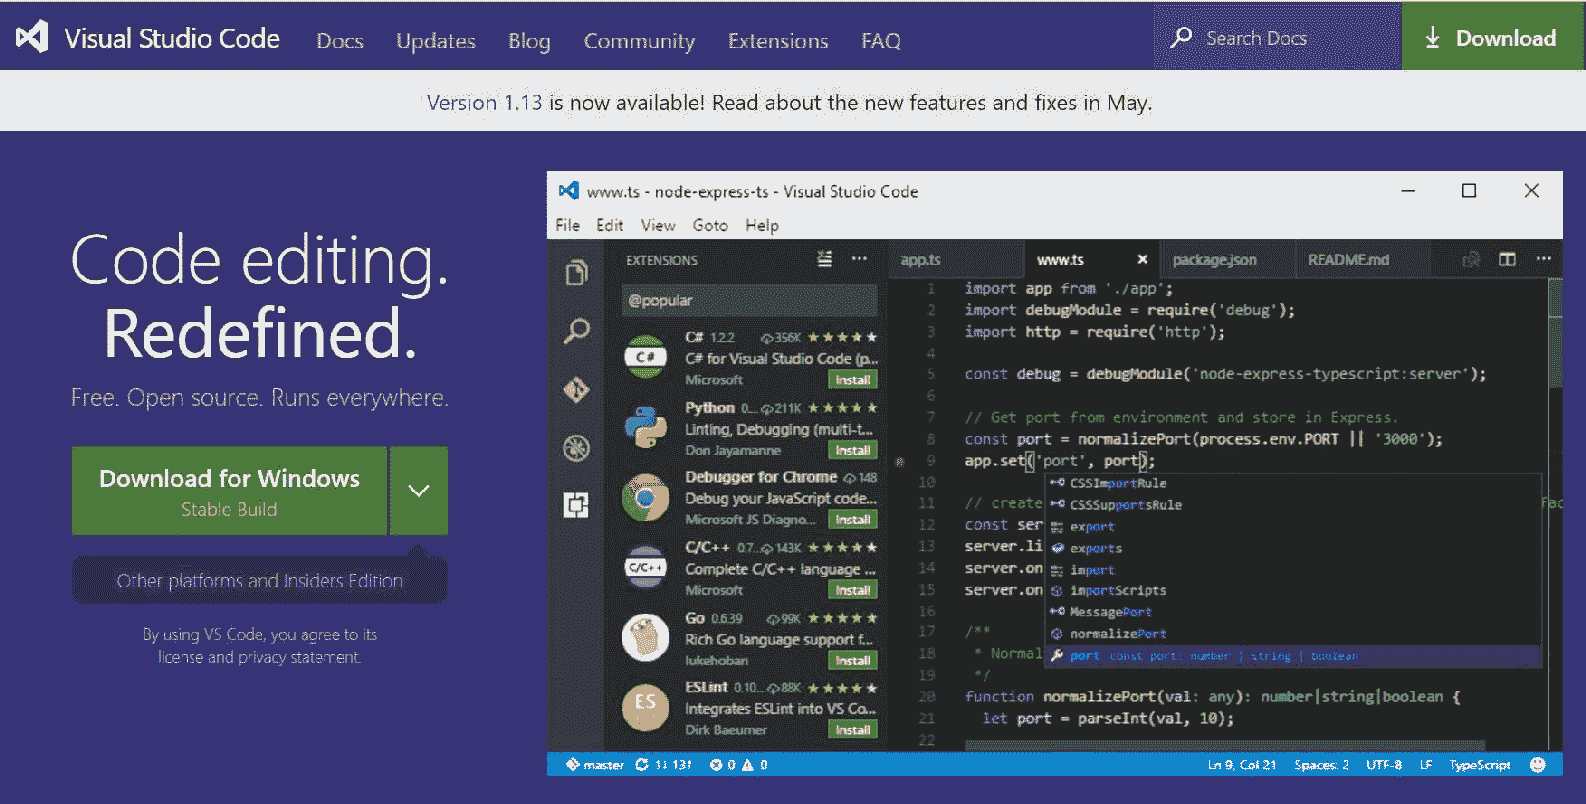 Visual Studio Code Docs Updates Blog Community Extensions FAQ Search Docs Download
Version 1.13 is now available! Read about the new features and fixes in May.
Code editing.
Redefined.
Free. Open source. Runs everywhere.
Download for Windows
Stable Build
Other platforms and Insiders Edition
By using VS Code, you agree to its
license and privacy statement.
www.ts - node-express-ts - Visual Studio Code
File Edit View Goto Help
EXTENSIONS
@popular
C# 1.2.2 356K
C# for Visual Studio Code (p...
Microsoft Install
Python 0... 211K
Linting, Debugging (multi-t...
Don Jayamanne Install
Debugger for Chrome 148
Debug your JavaScript code...
Microsoft JS Diagno... Install
C/C++ 0.7... 143K
Complete C/C++ language ...
Microsoft Install
Go 0.6.39 99K
Rich Go language support f...
lukehoban Install
ESLint 0.10... 88K
Integrates ESLint into VS Co...
Dirk Baeumer Install
app.ts www.ts package.json README.md
1 import app from './app';
2 import debugModule = require('debug');
3 import http = require('http');
4
5 const debug = debugModule('node-express-typescript:server');
6
7 // Get port from environment and store in Express.
8 const port = normalizePort(process.env.PORT || '3000');
9 app.set('port', port);
10
11 // create
12 const ser
13 server.li
14 server.on
15 server.on
16
17 /**
18 * Normal
19 */
20 function normalizePort(val: any): number|string|boolean {
21 let port = parseInt(val, 10);
22
CSSImportRule
CSSSupportsRule
export
exports
import
importScripts
MessagePort
normalizePort
port const port: number | string | boolean
master 1↓ 13↑ 0 0 Ln 9, Col 21 Spaces: 2 UTF-8 LF TypeScript